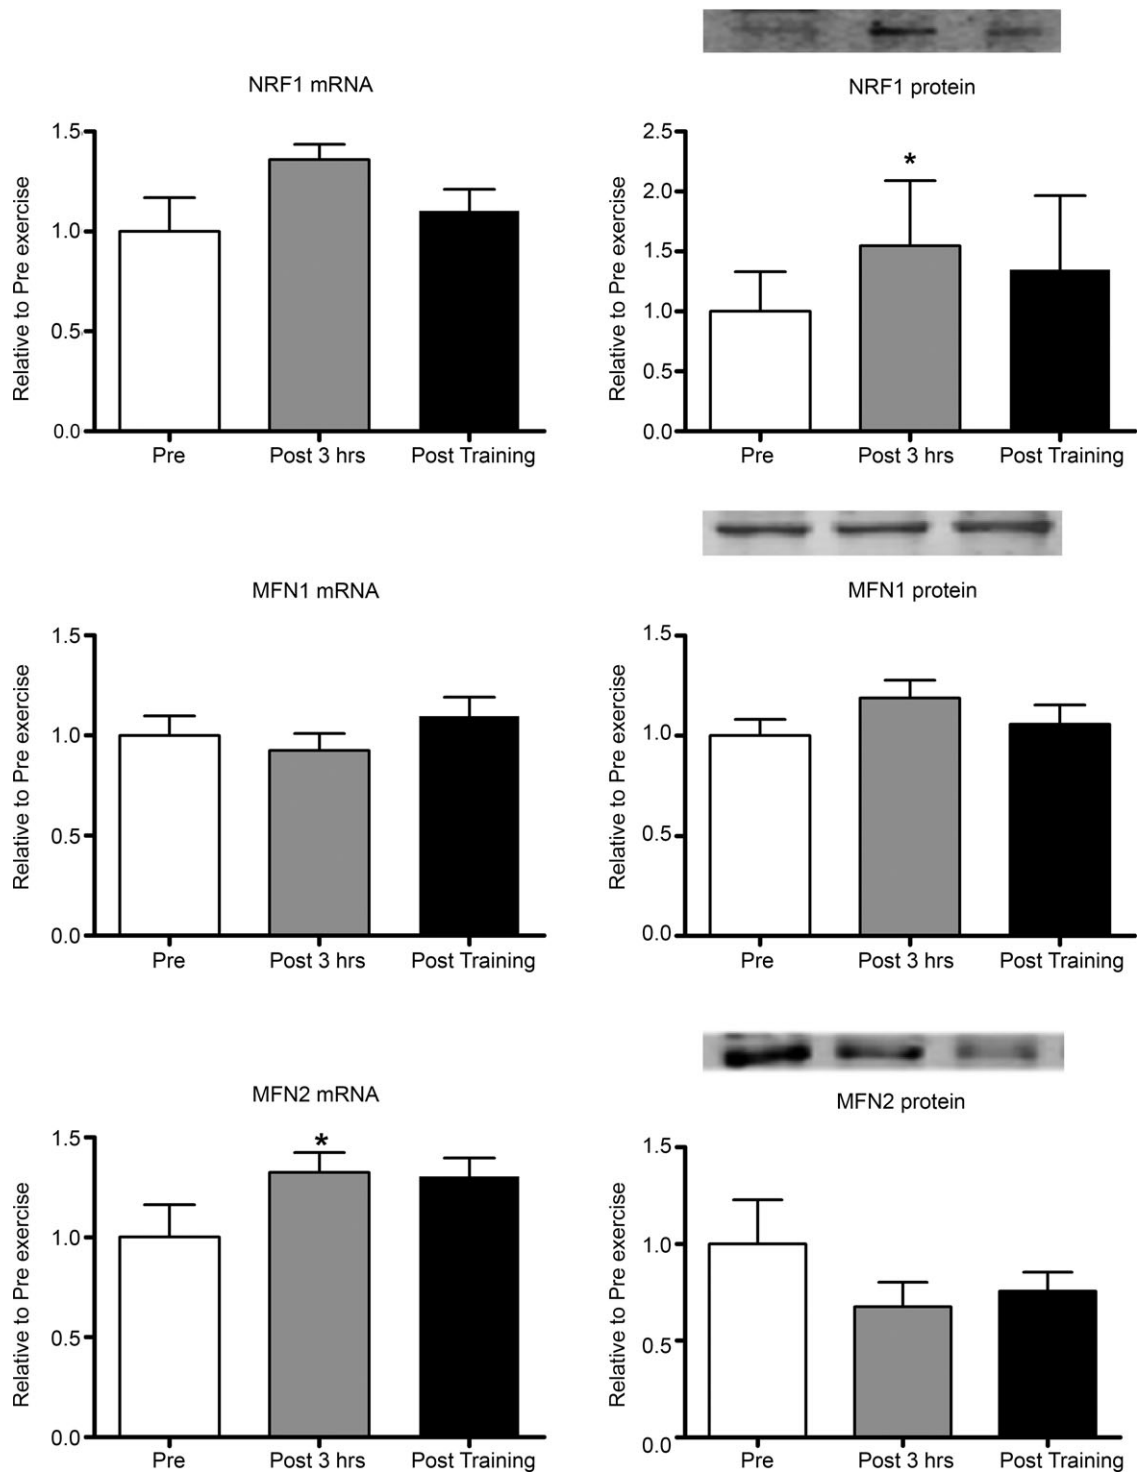 NRF1 mRNA
Relative to Pre exercise
1.5
1.0
0.5
0.0
Pre Post 3 hrs Post Training
NRF1 protein
Relative to Pre exercise
2.5
2.0
1.5
1.0
0.5
0.0
*
Pre Post 3 hrs Post Training
MFN1 mRNA
Relative to Pre exercise
1.5
1.0
0.5
0.0
Pre Post 3 hrs Post Training
MFN1 protein
Relative to Pre exercise
1.5
1.0
0.5
0.0
Pre Post 3 hrs Post Training
MFN2 mRNA
Relative to Pre exercise
1.5
1.0
0.5
0.0
*
Pre Post 3 hrs Post Training
MFN2 protein
Relative to Pre exercise
1.5
1.0
0.5
0.0
Pre Post 3 hrs Post Training